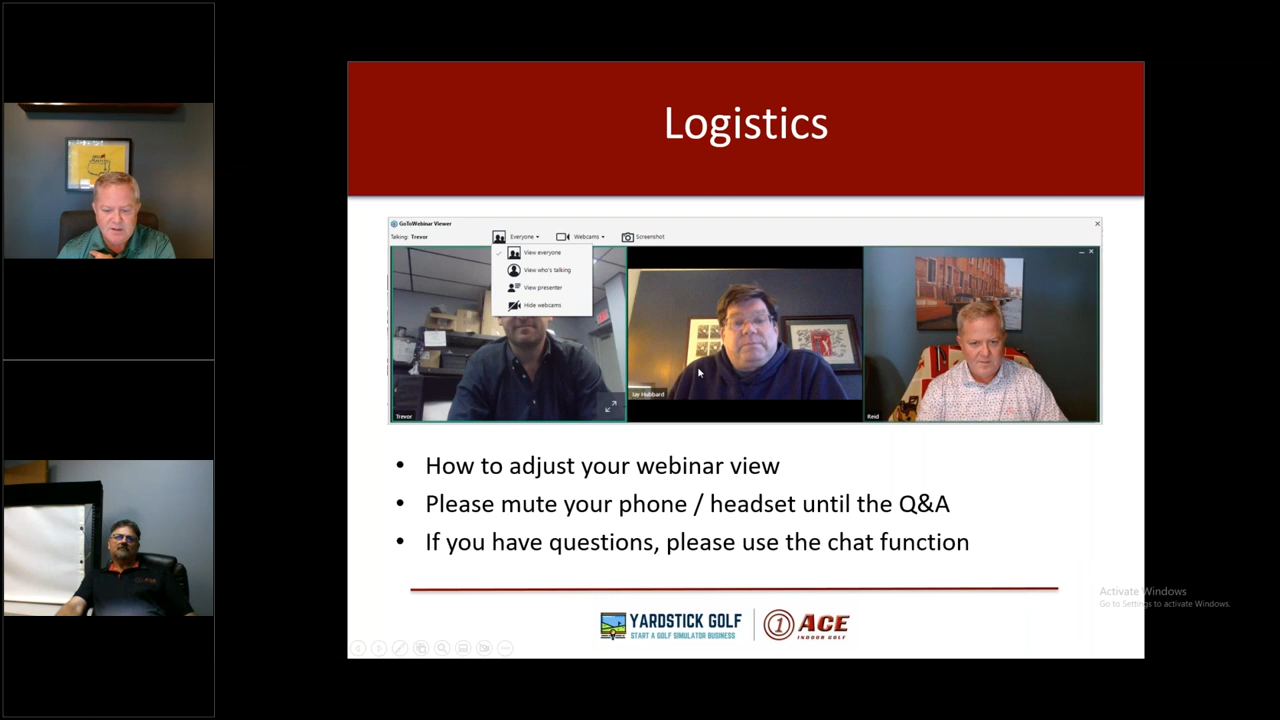 Logistics
GoToWebinar Viewer
Talking: Trevor
Everyone
Webcams
Screenshot
View everyone
View who's talking
View presenter
Hide webcams
Trevor
Jay Hubbard
Reid
• How to adjust your webinar view
• Please mute your phone / headset until the Q&A
• If you have questions, please use the chat function
Activate Windows
Go to Settings to activate Windows.
YARDSTICK GOLF
START A GOLF SIMULATOR BUSINESS
1 ACE
INDOOR GOLF